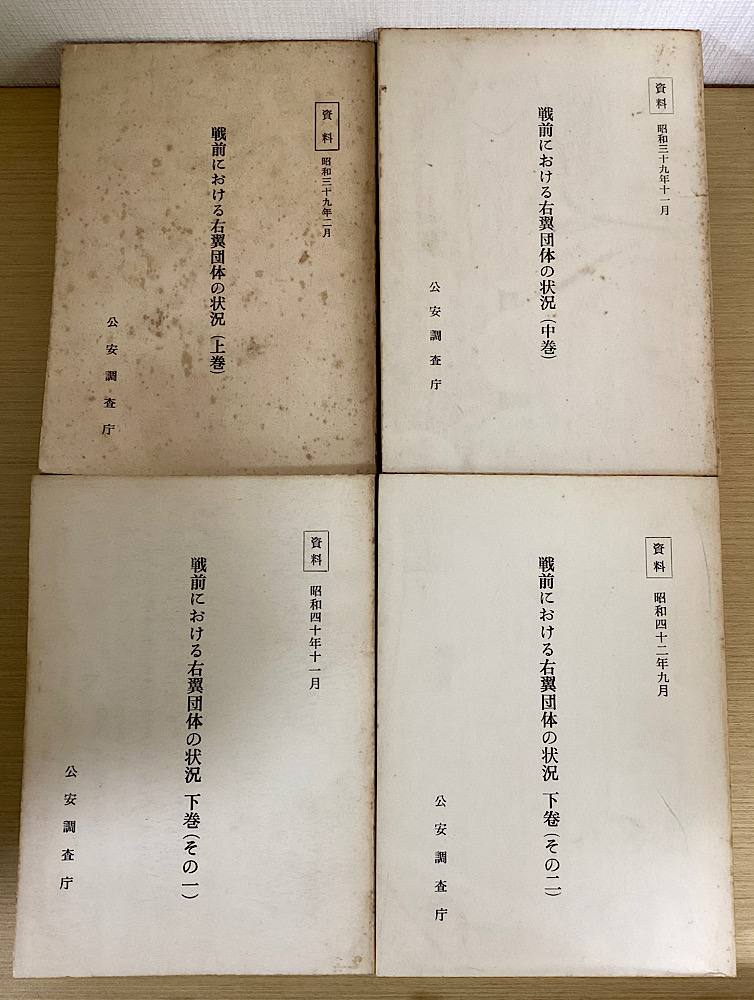 資料
昭和三十九年二月
戦前における右翼団体の状況(上巻)
公安調査庁
資料
昭和三十九年十一月
戦前における右翼団体の状況(中巻)
公安調査庁
資料
昭和四十年十一月
戦前における右翼団体の状況 下巻(その一)
公安調査庁
資料
昭和四十二年九月
戦前における右翼団体の状況 下巻(その二)
公安調査庁